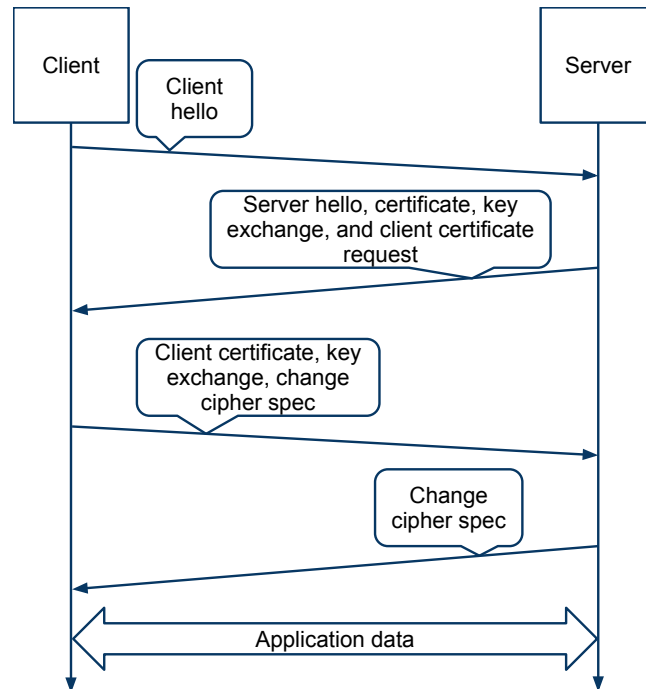 Client
Server
Client
hello
Server hello, certificate, key
exchange, and client certificate
request
Client certificate, key
exchange, change
cipher spec
Change
cipher spec
Application data